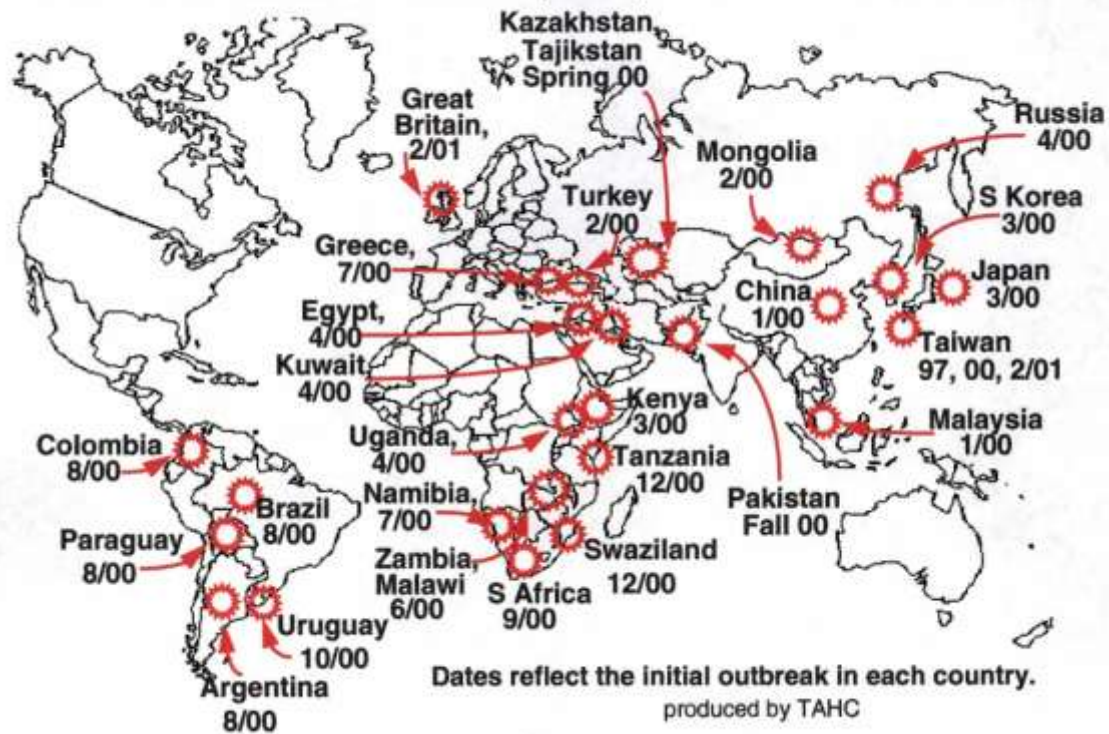 Kazakhstan,
Tajikstan
Spring 00
Great
Britain,
2/01
Russia
4/00
Mongolia
2/00
Turkey
2/00
S Korea
3/00
Greece,
7/00
Japan
3/00
China
1/00
Egypt,
4/00
Taiwan
97, 00, 2/01
Kuwait,
4/00
Kenya
3/00
Malaysia
1/00
Colombia
8/00
Uganda,
4/00
Tanzania
12/00
Namibia,
7/00
Pakistan
Fall 00
Brazil
8/00
Paraguay
8/00
Swaziland
12/00
Zambia,
Malawi
6/00
S Africa
9/00
Uruguay
10/00
Argentina
8/00
Dates reflect the initial outbreak in each country.
produced by TAHC